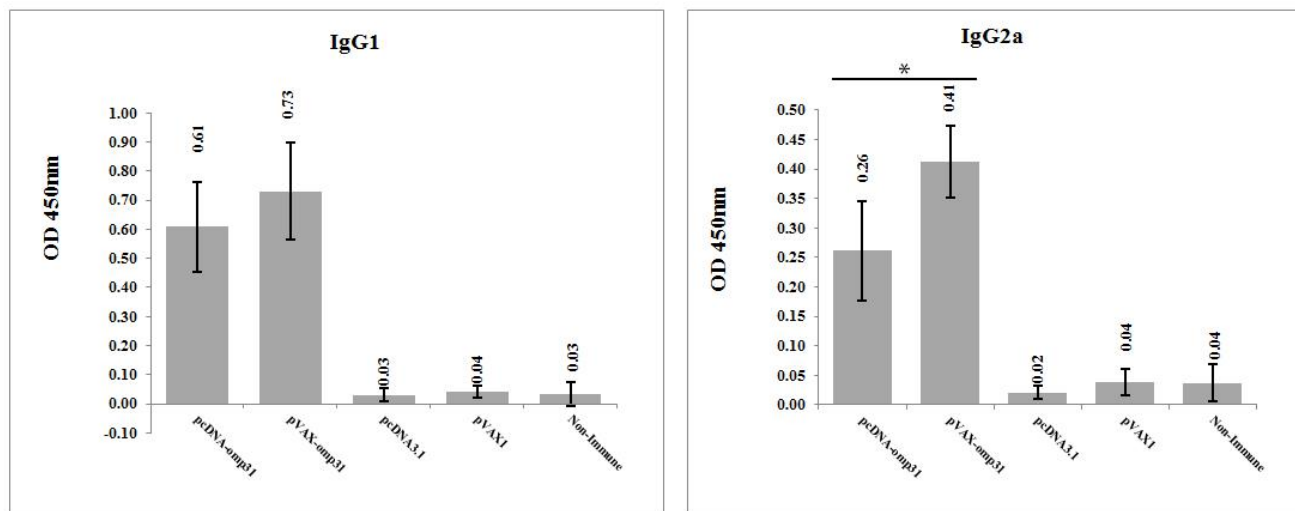 IgG1
OD 450nm
1.00
0.90
0.80
0.70
0.60
0.50
0.40
0.30
0.20
0.10
0.00
-0.10
0.61
0.73
0.03
0.04
0.03
pcDNA-omp31
pVAX-omp31
pcDNA3.1
pVAX1
Non-Immune
IgG2a
*
OD 450nm
0.50
0.45
0.40
0.35
0.30
0.25
0.20
0.15
0.10
0.05
0.00
0.26
0.41
0.02
0.04
0.04
pcDNA-omp31
pVAX-omp31
pcDNA3.1
pVAX1
Non-Immune